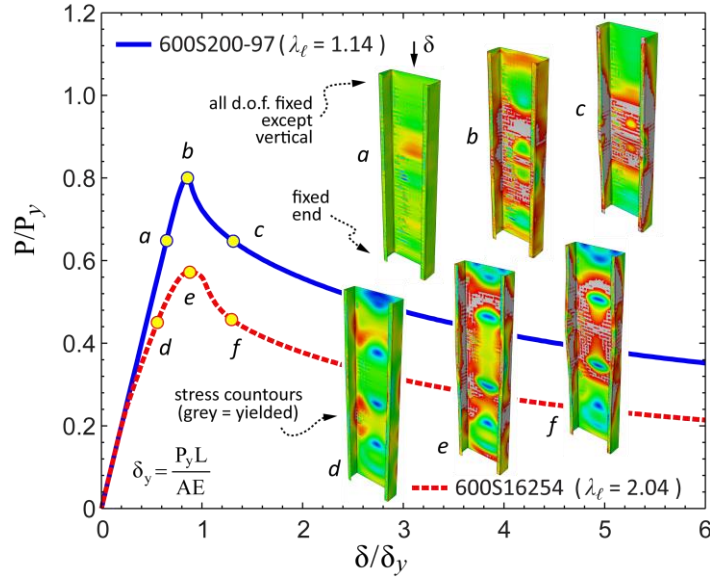 1.2
1.0
0.8
0.6
0.4
0.2
0
P/Py
600S200-97 ( λℓ = 1.14 )
δ
all d.o.f. fixed
except
vertical
fixed
end
a
b
c
a
b
c
d
e
f
stress countours
(grey = yielded)
δy = PyL
AE
d
e
f
600S16254 ( λℓ = 2.04 )
0
1
2
3
4
5
6
δ/δy